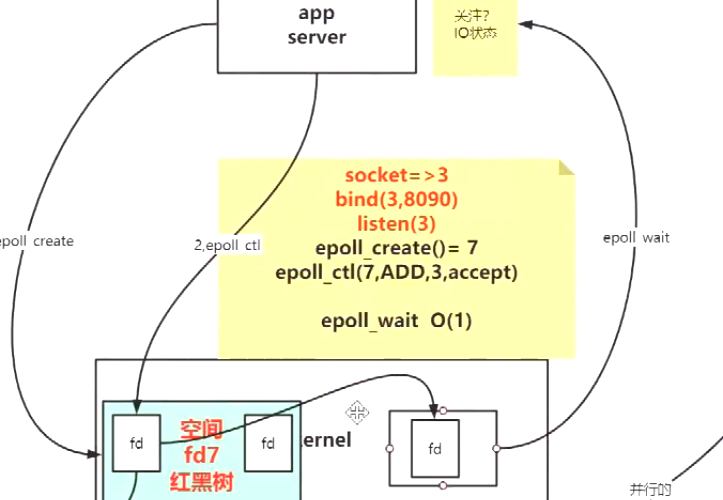 app
server
关注?
IO状态
socket=>3
bind(3,8090)
listen(3)
epoll_create()= 7
epoll_ctl(7,ADD,3,accept)
epoll_wait O(1)
epoll create
2,epoll ctl
epoll wait
fd
空间
fd7
红黑树
fd
ernel
fd
并行的